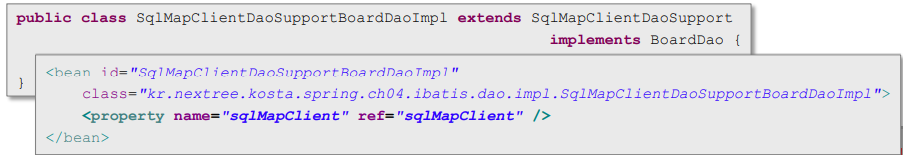 public class SqlMapClientDaoSupportBoardDaoImpl extends SqlMapClientDaoSupport
implements BoardDao {
}
<bean id="SqlMapClientDaoSupportBoardDaoImpl"
class="kr.nextree.kosta.spring.ch04.ibatis.dao.impl.SqlMapClientDaoSupportBoardDaoImpl">
<property name="sqlMapClient" ref="sqlMapClient" />
</bean>